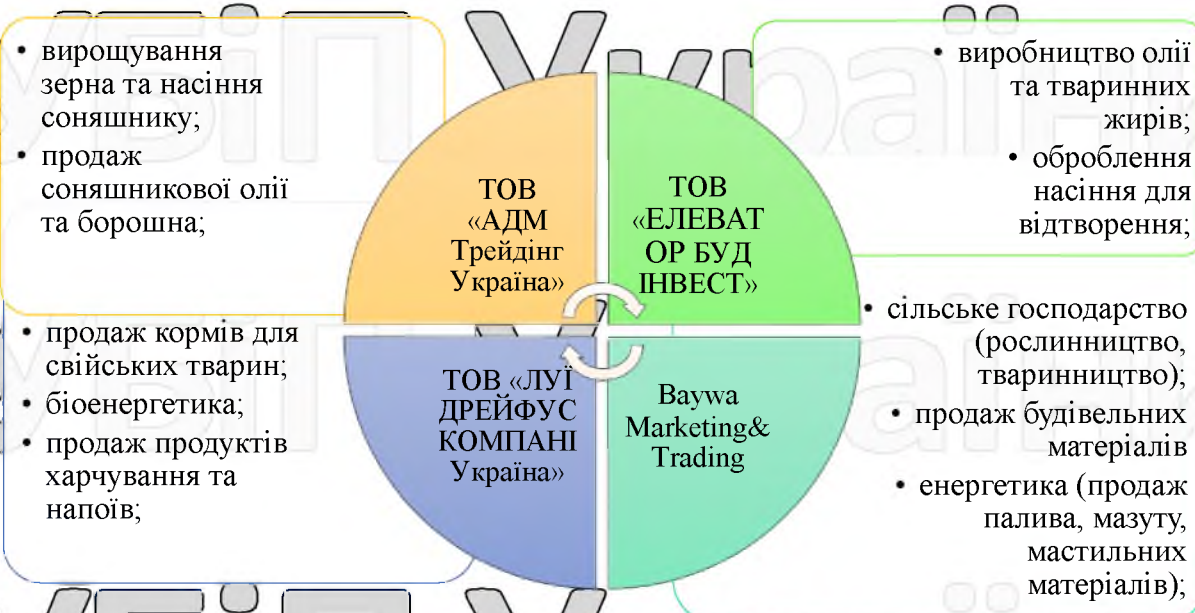 • вирощування
зерна та насіння
соняшнику;
• продаж
соняшникової олії
та борошна;
• виробництво олії
та тваринних
жирів;
• оброблення
насіння для
відтворення;
ТОВ
«АДМ
Трейдінг
Україна»
ТОВ
«ЕЛЕВАТ
ОР БУД
ІНВЕСТ»
• продаж кормів для
свійських тварин;
• біоенергетика;
• продаж продуктів
харчування та
напоїв;
ТОВ «ЛУЇ
ДРЕЙФУС
КОМПАНІ
Україна»
Baywa
Marketing&
Trading
• сільське господарство
(рослинництво,
тваринництво);
• продаж будівельних
матеріалів
• енергетика (продаж
палива, мазуту,
мастильних
матеріалів);